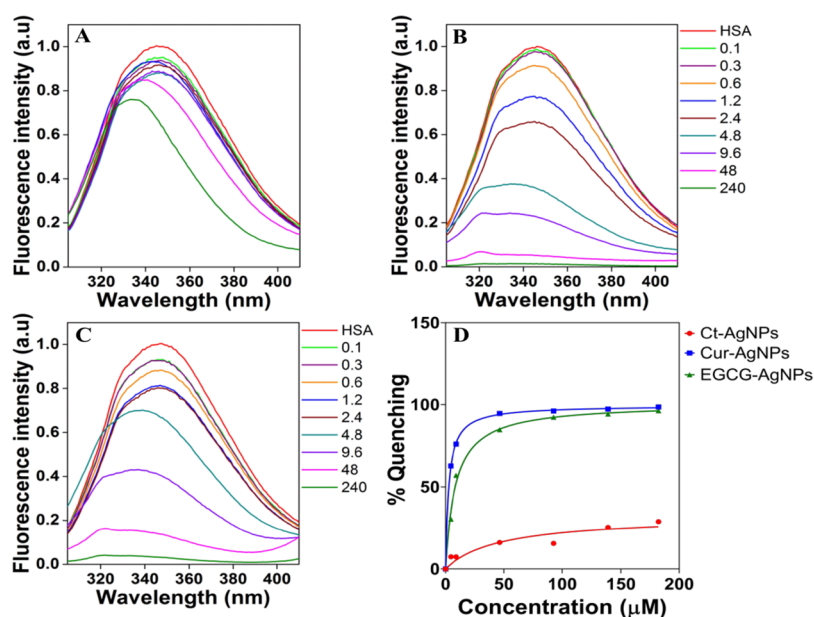 A
Fluorescence intensity (a.u)
1.0
0.8
0.6
0.4
0.2
0.0
320 340 360 380 400
Wavelength (nm)
B
Fluorescence intensity (a.u)
1.0
0.8
0.6
0.4
0.2
0.0
320 340 360 380 400
Wavelength (nm)
HSA
0.1
0.3
0.6
1.2
2.4
4.8
9.6
48
240
C
Fluorescence intensity (a.u)
1.0
0.8
0.6
0.4
0.2
0.0
320 340 360 380 400
Wavelength (nm)
HSA
0.1
0.3
0.6
1.2
2.4
4.8
9.6
48
240
D
% Quenching
150
100
50
0
0 50 100 150 200
Concentration (μM)
Ct-AgNPs
Cur-AgNPs
EGCG-AgNPs